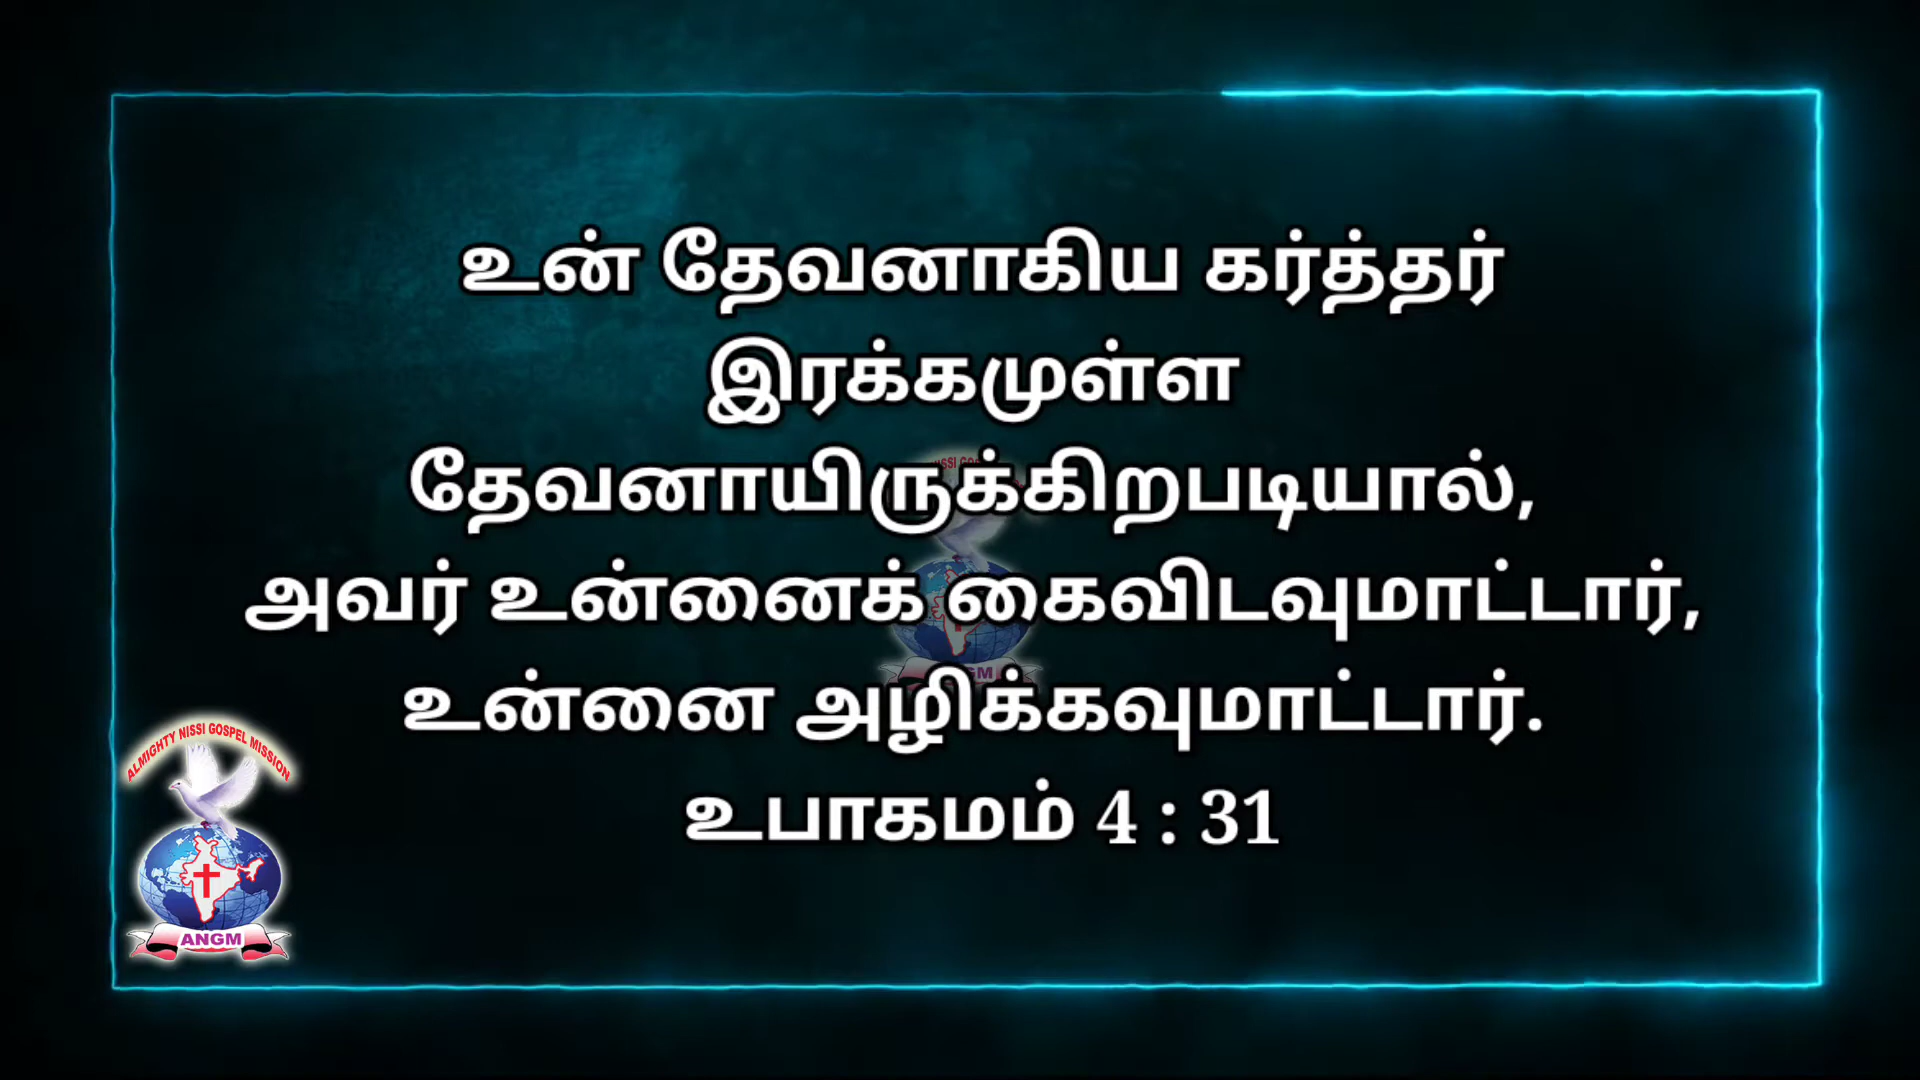 உன் தேவனாகிய கர்த்தர்
இரக்கமுள்ள
தேவனாயிருக்கிறபடியால்,
அவர் உன்னைக் கைவிடவுமாட்டார்,
உன்னை அழிக்கவுமாட்டார்.
உபாகமம் 4 : 31
ALMIGHTY NISSI GOSPEL MISSION
ANGM